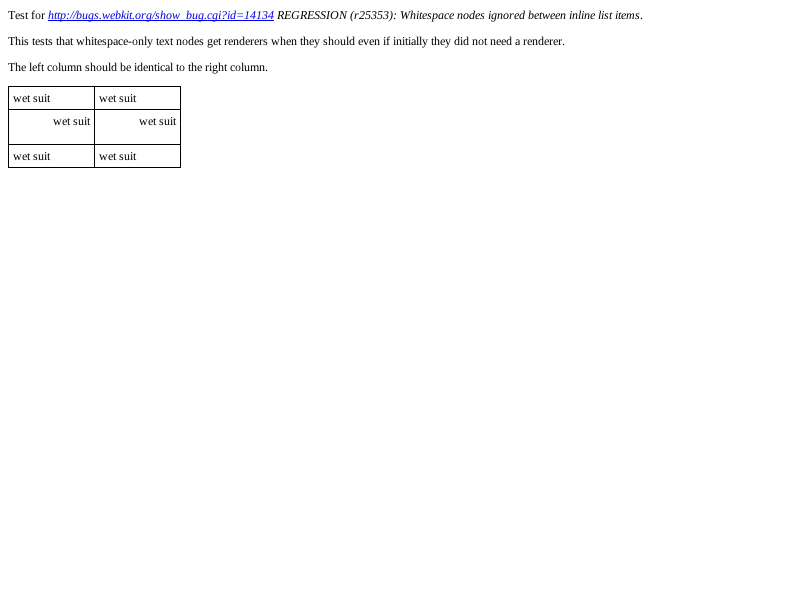 Test for http://bugs.webkit.org/show_bug.cgi?id=14134 REGRESSION (r25353): Whitespace nodes ignored between inline list items.
This tests that whitespace-only text nodes get renderers when they should even if initially they did not need a renderer.
The left column should be identical to the right column.
wet suit wet suit
wet suit wet suit
wet suit wet suit